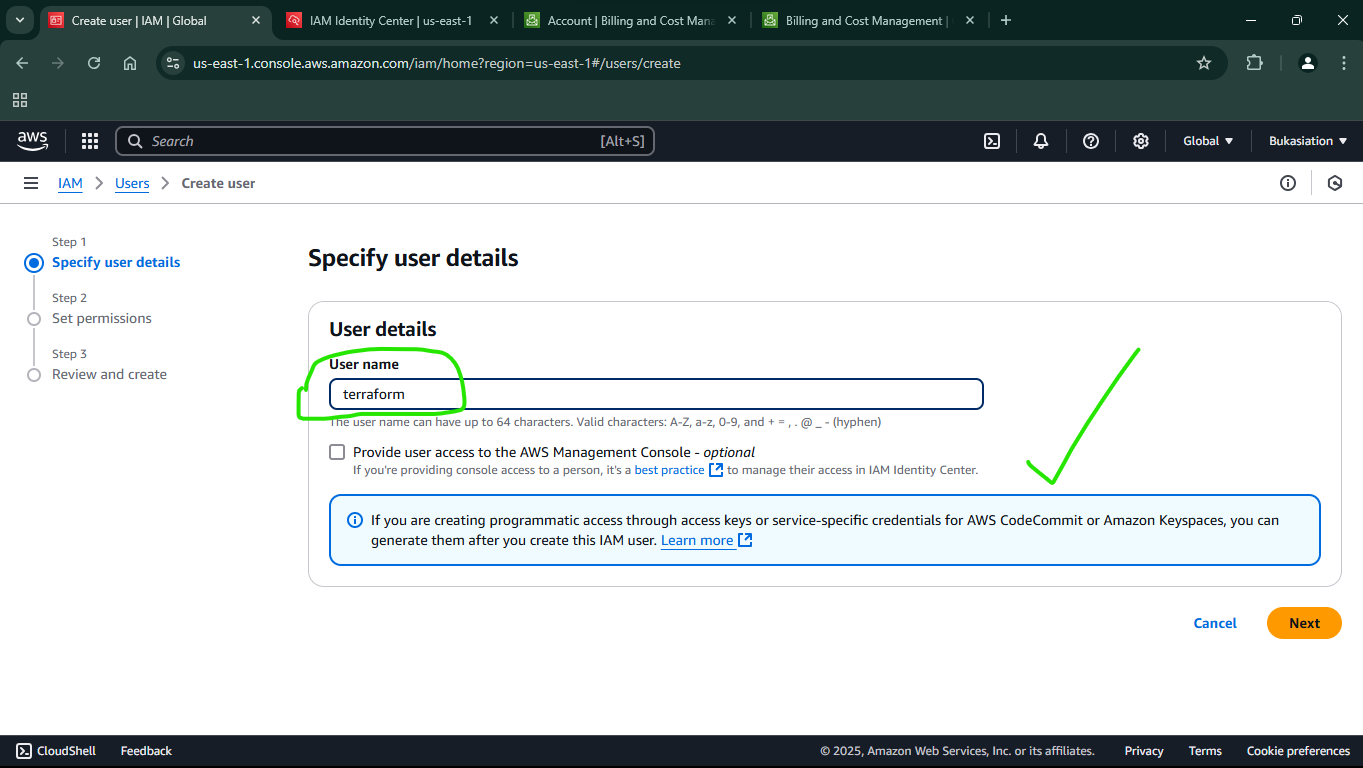 Create user | IAM | Global
IAM Identity Center | us-east-1
Account | Billing and Cost Mana
Billing and Cost Management |
us-east-1.console.aws.amazon.com/iam/home?region=us-east-1#/users/create
aws
Search
[Alt+S]
Global
Bukasiation
IAM
Users
Create user
Step 1
Specify user details
Step 2
Set permissions
Step 3
Review and create
Specify user details
User details
User name
terraform
The user name can have up to 64 characters. Valid characters: A-Z, a-z, 0-9, and + = , . @ _ - (hyphen)
Provide user access to the AWS Management Console - optional
If you're providing console access to a person, it's a best practice to manage their access in IAM Identity Center.
If you are creating programmatic access through access keys or service-specific credentials for AWS CodeCommit or Amazon Keyspaces, you can
generate them after you create this IAM user. Learn more
Cancel
Next
CloudShell
Feedback
© 2025, Amazon Web Services, Inc. or its affiliates.
Privacy
Terms
Cookie preferences